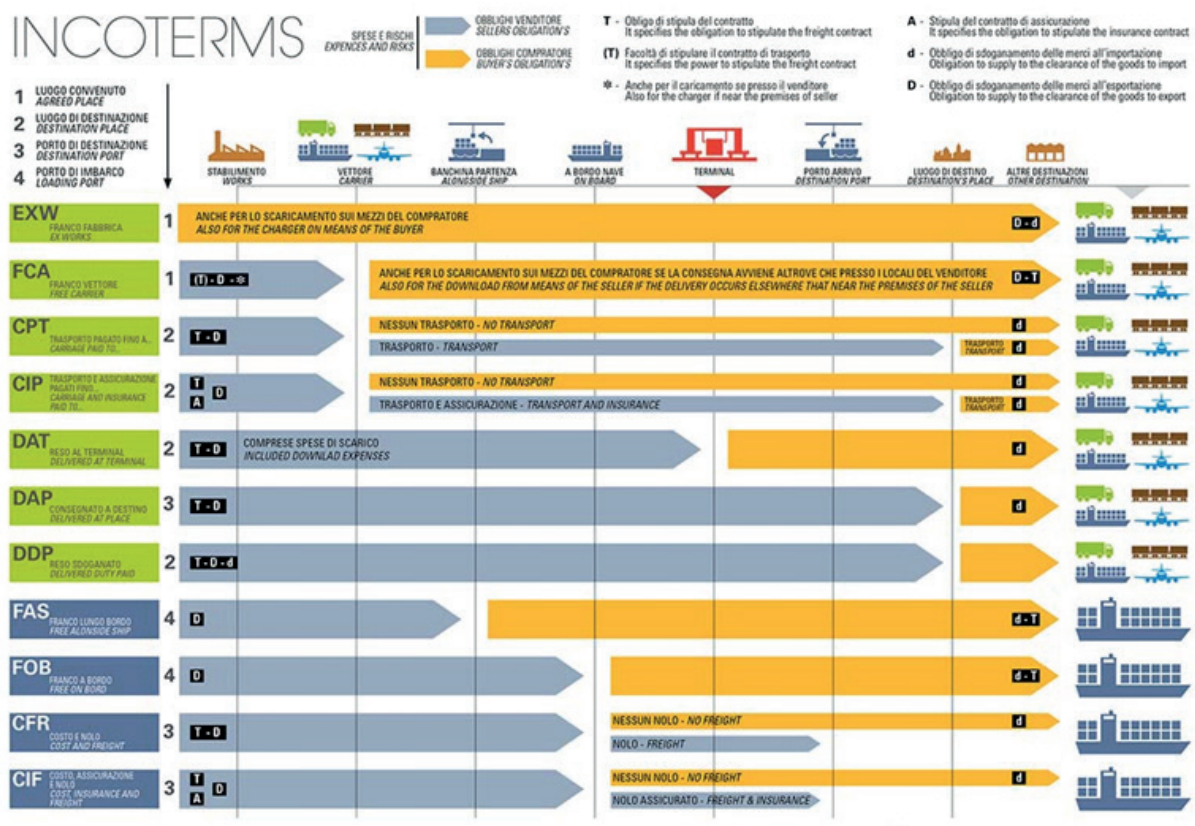 INCOTERMS
SPESE E RISCHI
EXPENCES AND RISKS
OBBLIGHI VENDITORE
SELLERS OBLIGATION'S
OBBLIGHI COMPRATORE
BUYER'S OBLIGATION'S
T - Obligo di stipula del contratto
It specifies the obligation to stipulate the freight contract
(T) Facoltà di stipulare il contratto di trasporto
It specifies the power to stipulate the freight contract
* - Anche per il caricamento se presso il venditore
Also for the charger if near the premises of seller
A - Stipula del contratto di assicurazione
It specifies the obligation to stipulate the insurance contract
d - Obbligo di sdoganamento delle merci all'importazione
Obligation to supply to the clearance of the goods to import
D - Obbligo di sdoganamento delle merci all'esportazione
Obligation to supply to the clearance of the goods to export
1 LUOGO CONVENUTO
AGREED PLACE
2 LUOGO DI DESTINAZIONE
DESTINATION PLACE
3 PORTO DI DESTINAZIONE
DESTINATION PORT
4 PORTO DI IMBARCO
LOADING PORT
STABILIMENTO
WORKS
VETTORE
CARRIER
BANCHINA PARTENZA
ALONGSIDE SHIP
A BORDO NAVE
ON BOARD
TERMINAL
PORTO ARRIVO
DESTINATION PORT
LUOGO DI DESTINO
DESTINATION'S PLACE
ALTRE DESTINAZIONI
OTHER DESTINATION
EXW
FRANCO FABBRICA
EX WORKS
1
ANCHE PER LO SCARICAMENTO SUI MEZZI DEL COMPRATORE
ALSO FOR THE CHARGER ON MEANS OF THE BUYER
D - d
FCA
FRANCO VETTORE
FREE CARRIER
1
(T) - D - *
ANCHE PER LO SCARICAMENTO SUI MEZZI DEL COMPRATORE SE LA CONSEGNA AVVIENE ALTROVE CHE PRESSO I LOCALI DEL VENDITORE
ALSO FOR THE DOWNLOAD FROM MEANS OF THE SELLER IF THE DELIVERY OCCURS ELSEWHERE THAT NEAR THE PREMISES OF THE SELLER
D - T
CPT
TRASPORTO PAGATO FINO A...
CARRIAGE PAID TO...
2
T - D
NESSUN TRASPORTO - NO TRANSPORT
d
TRASPORTO - TRANSPORT
TRASPORTO
TRANSPORT
d
CIP
TRASPORTO E ASSICURAZIONE
PAGATI FINO...
CARRIAGE AND INSURANCE
PAID TO...
2
T
A
D
NESSUN TRASPORTO - NO TRANSPORT
d
TRASPORTO E ASSICURAZIONE - TRANSPORT AND INSURANCE
TRASPORTO
TRANSPORT
d
DAT
RESO AL TERMINAL
DELIVERED AT TERMINAL
2
T - D
COMPRESE SPESE DI SCARICO
INCLUDED DOWNLAD EXPENSES
d
DAP
CONSEGNATO A DESTINO
DELIVERED AT PLACE
3
T - D
d
DDP
RESO SDOGANATO
DELIVERED DUTY PAID
2
T - D - d
FAS
FRANCO LUNGO BORDO
FREE ALONSIDE SHIP
4
D
d - T
FOB
FRANCO A BORDO
FREE ON BORD
4
D
d - T
CFR
COSTO E NOLO
COST AND FREIGHT
3
T - D
NESSUN NOLO - NO FREIGHT
d
NOLO - FREIGHT
CIF
COSTO, ASSICURAZIONE
E NOLO
COST, INSURANCE AND
FREIGHT
3
T
A
D
NESSUN NOLO - NO FREIGHT
d
NOLO ASSICURATO - FREIGHT & INSURANCE